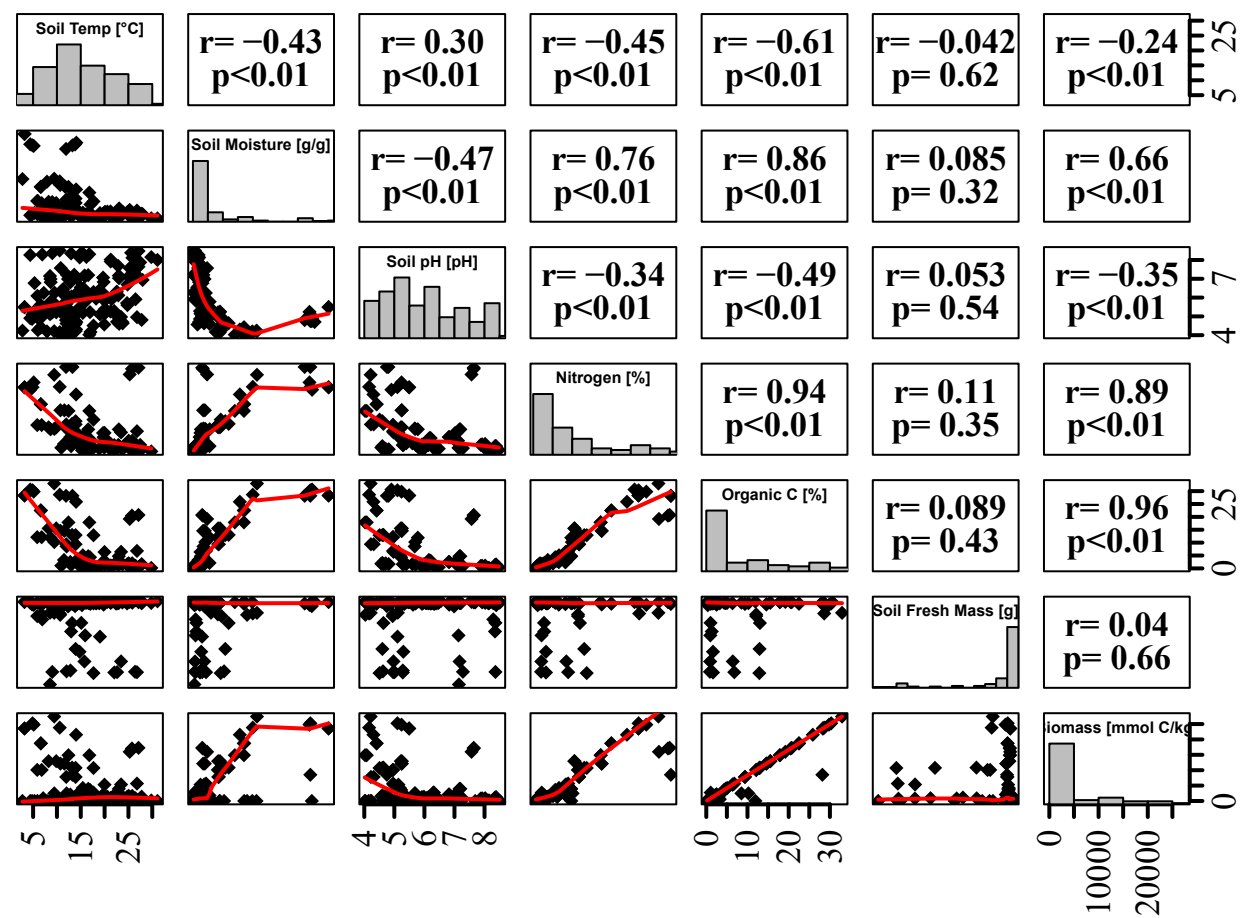 Soil Temp [°C]
r= −0.43
p<0.01
r= 0.30
p<0.01
r= −0.45
p<0.01
r= −0.61
p<0.01
r= −0.042
p= 0.62
r= −0.24
p<0.01
5 25
Soil Moisture [g/g]
r= −0.47
p<0.01
r= 0.76
p<0.01
r= 0.86
p<0.01
r= 0.085
p= 0.32
r= 0.66
p<0.01
Soil pH [pH]
r= −0.34
p<0.01
r= −0.49
p<0.01
r= 0.053
p= 0.54
r= −0.35
p<0.01
4 7
Nitrogen [%]
r= 0.94
p<0.01
r= 0.11
p= 0.35
r= 0.89
p<0.01
Organic C [%]
r= 0.089
p= 0.43
r= 0.96
p<0.01
0 25
Soil Fresh Mass [g]
r= 0.04
p= 0.66
iomass [mmol C/kg
0
5 15 25
4 5 6 7 8
0 10 20 30
0 10000 20000